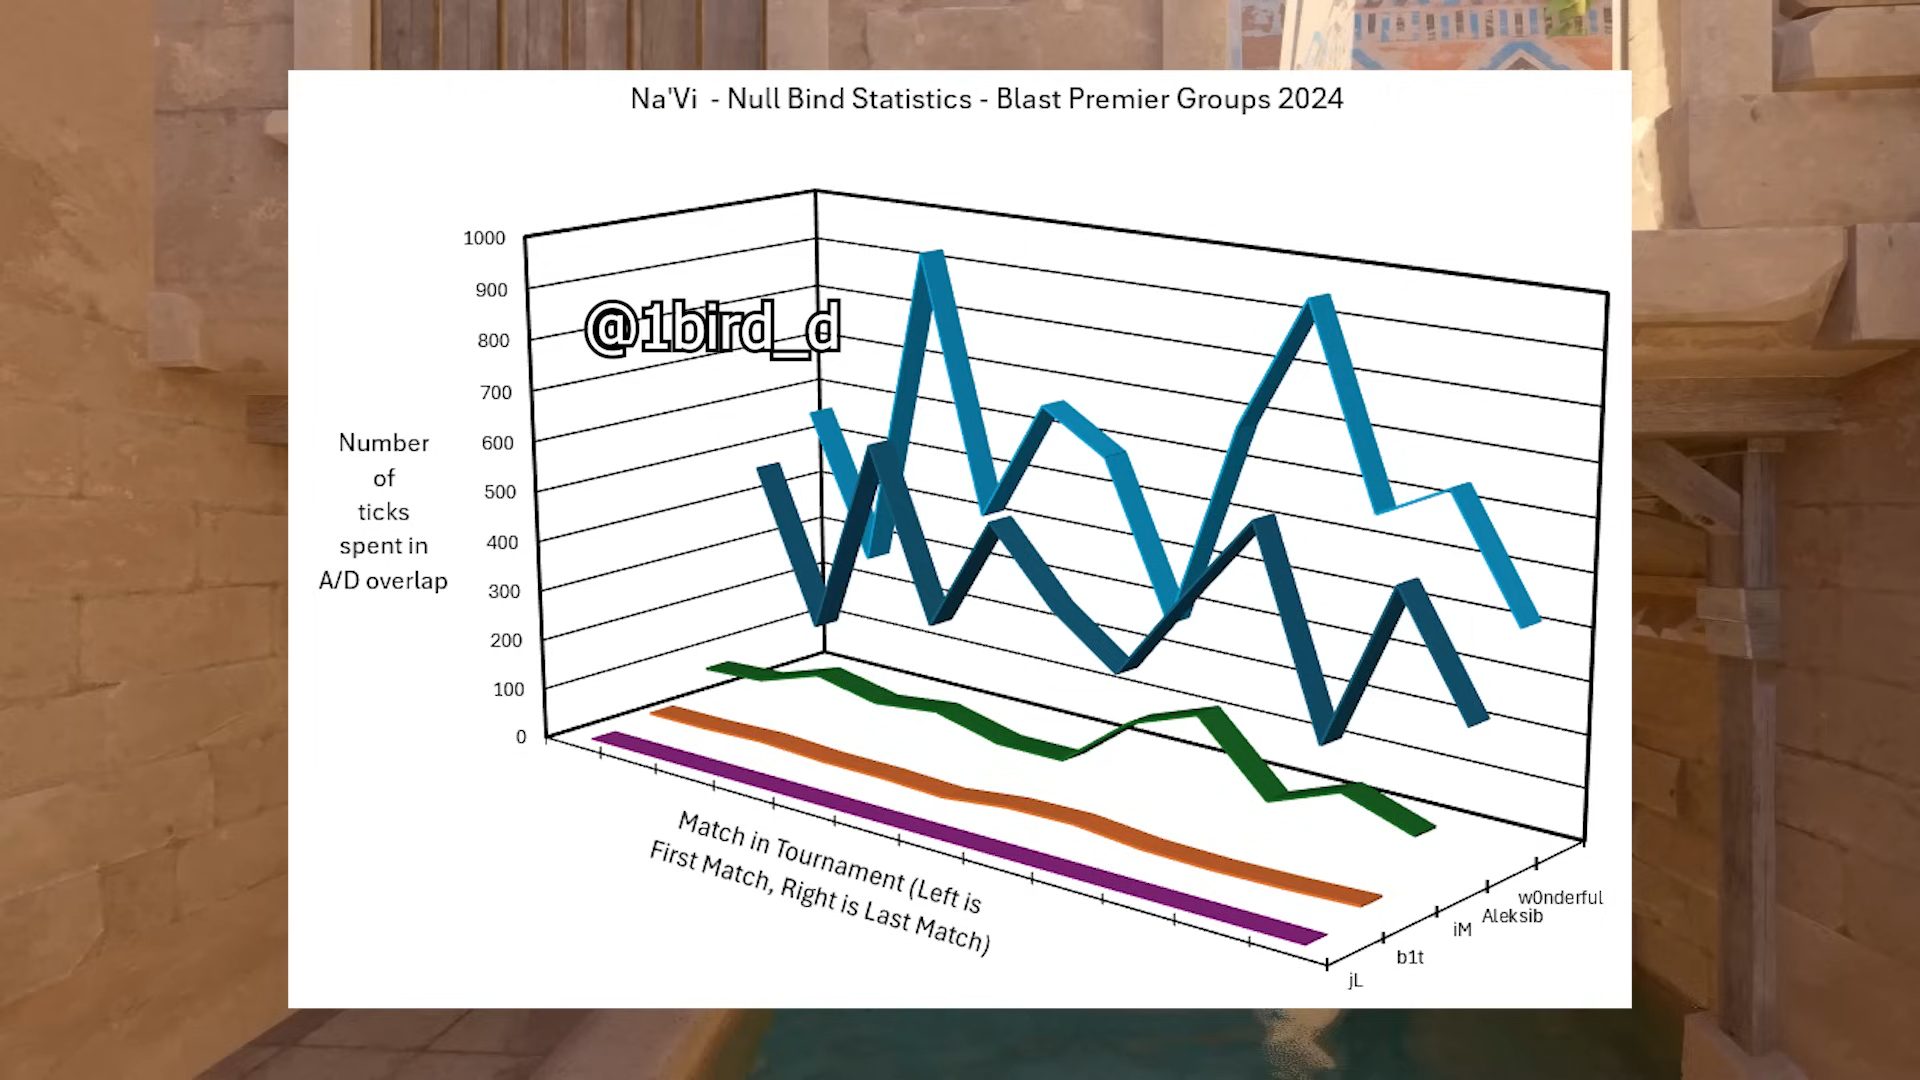 Na'Vi - Null Bind Statistics - Blast Premier Groups 2024
1000
900
800
700
600
500
400
300
200
100
0
@1bird_d
Number
of
ticks
spent in
A/D overlap
Match in Tournament (Left is
First Match, Right is Last Match)
w0nderful
Aleksib
iM
b1t
jL